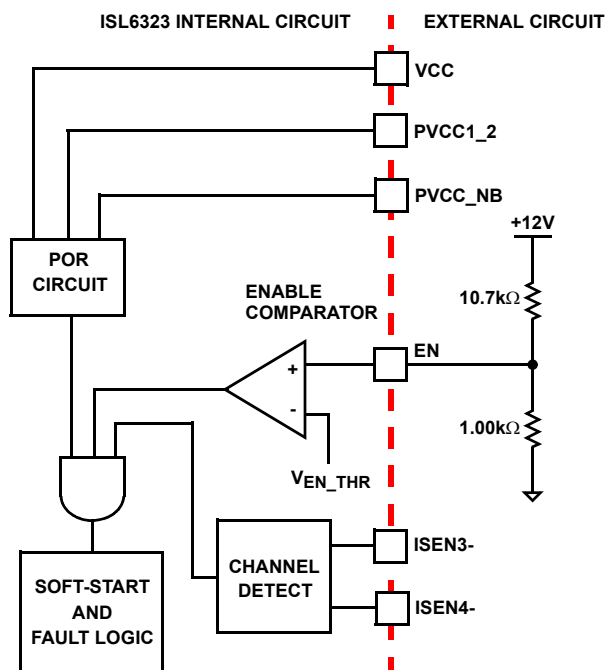 ISL6323 INTERNAL CIRCUIT
EXTERNAL CIRCUIT
VCC
PVCC1_2
PVCC_NB
+12V
POR
CIRCUIT
10.7kΩ
ENABLE
COMPARATOR
EN
+
-
1.00kΩ
VEN_THR
ISEN3-
CHANNEL
DETECT
ISEN4-
SOFT-START
AND
FAULT LOGIC